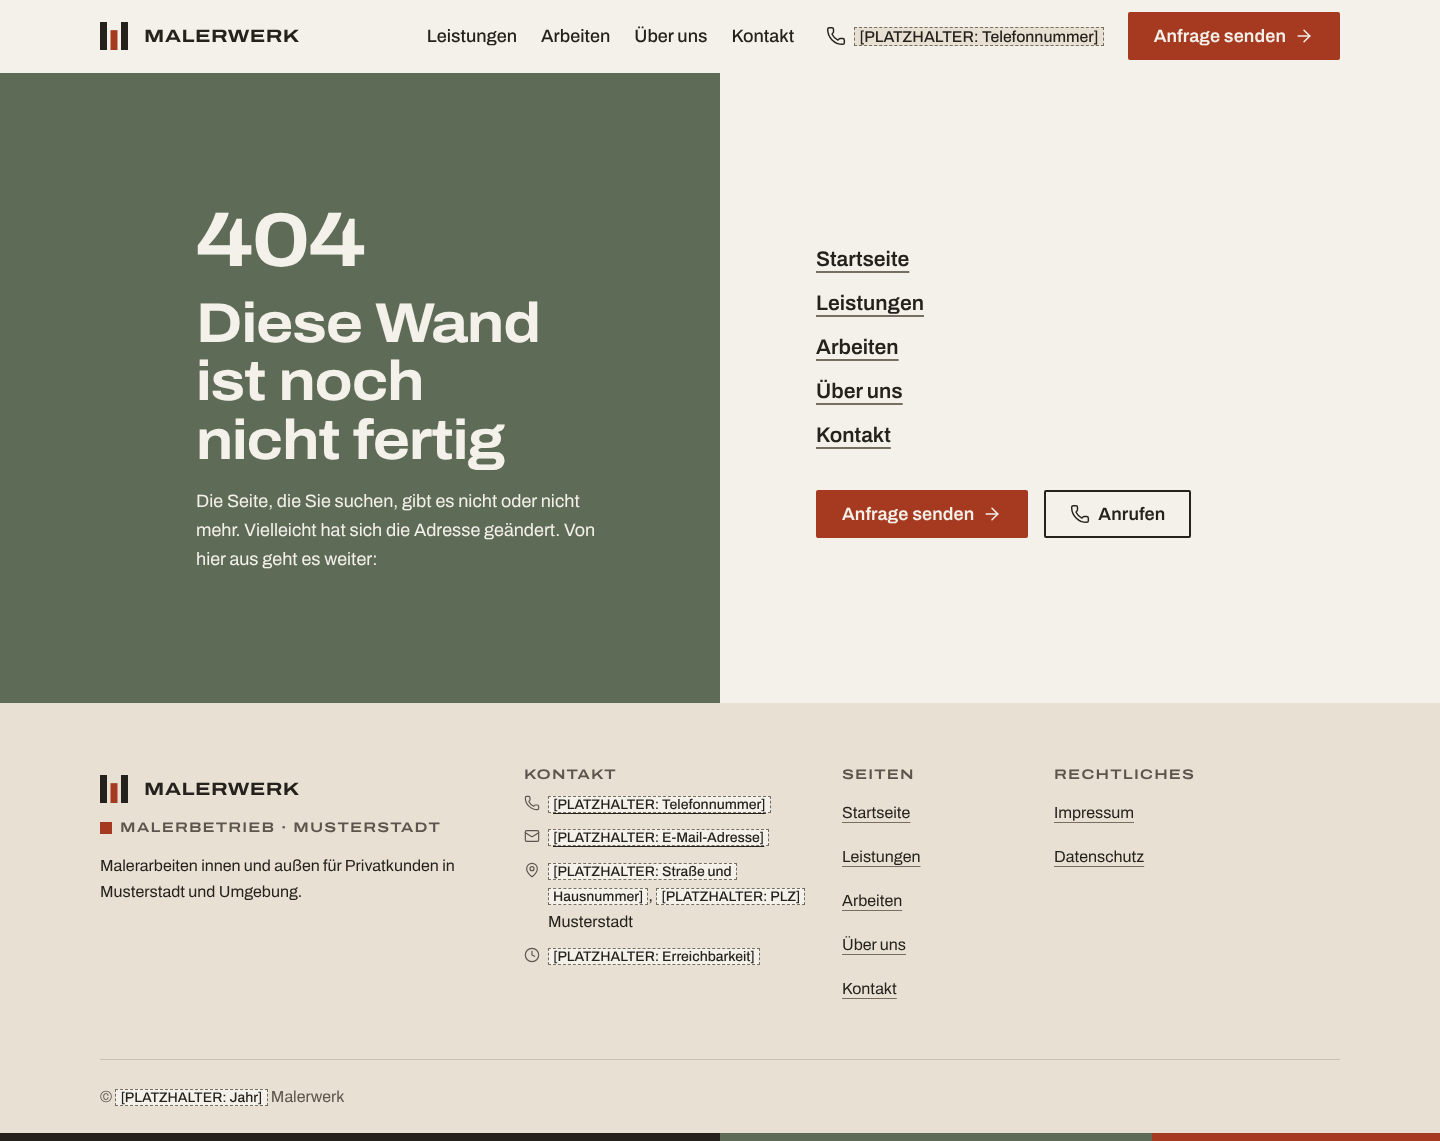 MALERWERK
Leistungen Arbeiten Über uns Kontakt [PLATZHALTER: Telefonnummer] Anfrage senden →
404
Diese Wand
ist noch
nicht fertig
Die Seite, die Sie suchen, gibt es nicht oder nicht
mehr. Vielleicht hat sich die Adresse geändert. Von
hier aus geht es weiter:
Startseite
Leistungen
Arbeiten
Über uns
Kontakt
Anfrage senden →
Anrufen
MALERWERK
MALERBETRIEB · MUSTERSTADT
Malerarbeiten innen und außen für Privatkunden in
Musterstadt und Umgebung.
KONTAKT
[PLATZHALTER: Telefonnummer]
[PLATZHALTER: E-Mail-Adresse]
[PLATZHALTER: Straße und
Hausnummer], [PLATZHALTER: PLZ]
Musterstadt
[PLATZHALTER: Erreichbarkeit]
SEITEN
Startseite
Leistungen
Arbeiten
Über uns
Kontakt
RECHTLICHES
Impressum
Datenschutz
© [PLATZHALTER: Jahr] Malerwerk